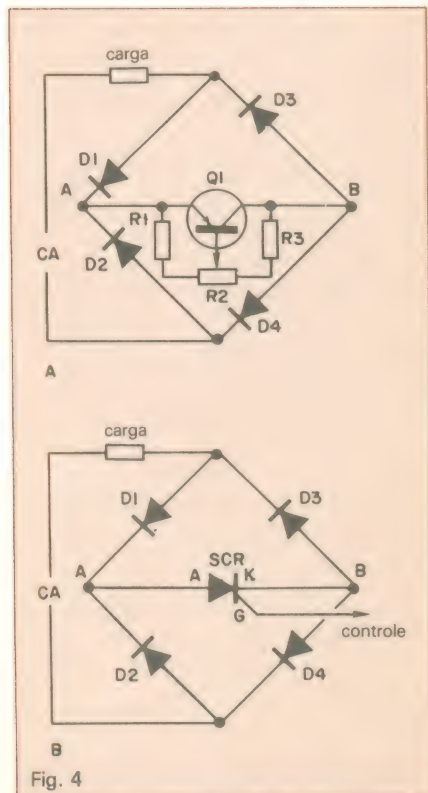 carga
D3
D1
Q1
A
B
R1
R3
CA
D2
R2
D4
A
carga
D1
D3
SCR
A
A K
B
CA
G
controle
D2
D4
B
Fig. 4